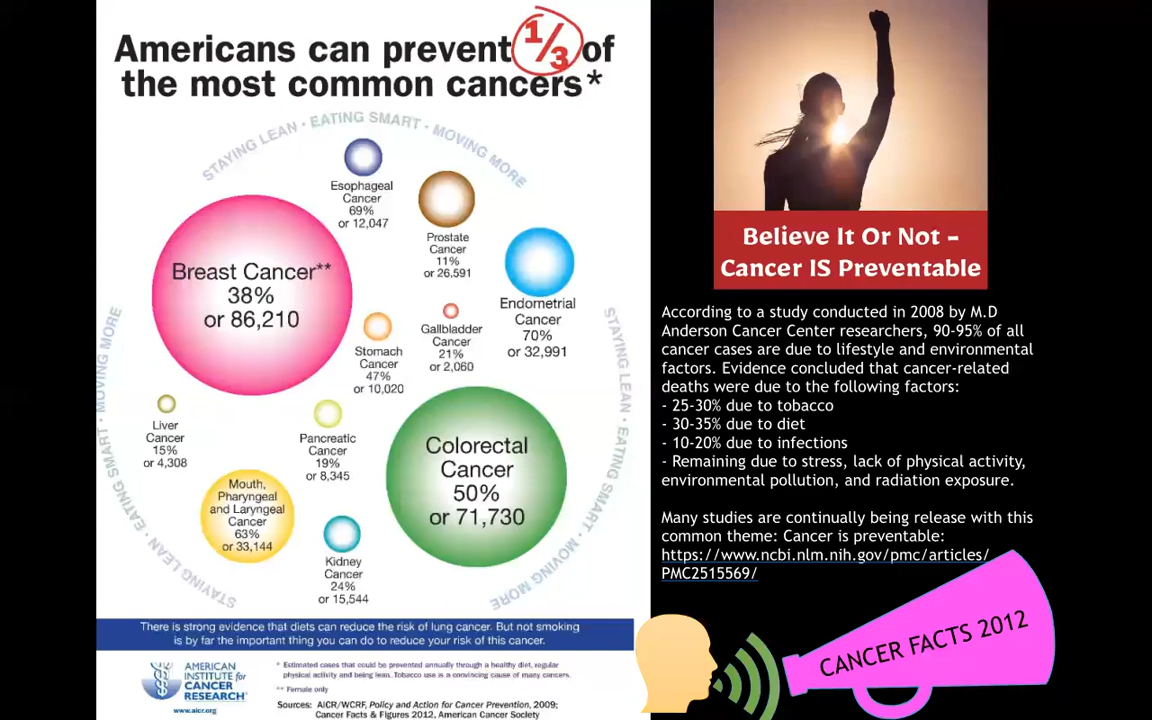 Americans can prevent 1/3 of
the most common cancers*
STAYING LEAN • EATING SMART • MOVING MORE
Esophageal
Cancer
69%
or 12,047
Prostate
Cancer
11%
or 26,591
Breast Cancer**
38%
or 86,210
Endometrial
Cancer
70%
or 32,991
Gallbladder
Cancer
21%
or 2,060
Stomach
Cancer
47%
or 10,020
STAYING LEAN • EATING SMART • MOVING MORE
STAYING LEAN • EATING SMART • MOVING MORE
Liver
Cancer
15%
or 4,308
Pancreatic
Cancer
19%
or 8,345
Colorectal
Cancer
50%
or 71,730
Mouth,
Pharyngeal
and Laryngeal
Cancer
63%
or 33,144
Kidney
Cancer
24%
or 15,544
There is strong evidence that diets can reduce the risk of lung cancer. But not smoking
is by far the important thing you can do to reduce your risk of this cancer.
AMERICAN
INSTITUTE for
CANCER
RESEARCH®
www.aicr.org
* Estimated cases that could be prevented annually through a healthy diet, regular
physical activity and being lean. Tobacco use is a convincing cause of many cancers.
** Female only
Sources: AICR/WCRF, Policy and Action for Cancer Prevention, 2009;
Cancer Facts & Figures 2012, American Cancer Society
Believe It Or Not –
Cancer IS Preventable
According to a study conducted in 2008 by M.D
Anderson Cancer Center researchers, 90-95% of all
cancer cases are due to lifestyle and environmental
factors. Evidence concluded that cancer-related
deaths were due to the following factors:
- 25-30% due to tobacco
- 30-35% due to diet
- 10-20% due to infections
- Remaining due to stress, lack of physical activity,
environmental pollution, and radiation exposure.
Many studies are continually being release with this
common theme: Cancer is preventable:
https://www.ncbi.nlm.nih.gov/pmc/articles/
PMC2515569/
CANCER FACTS 2012